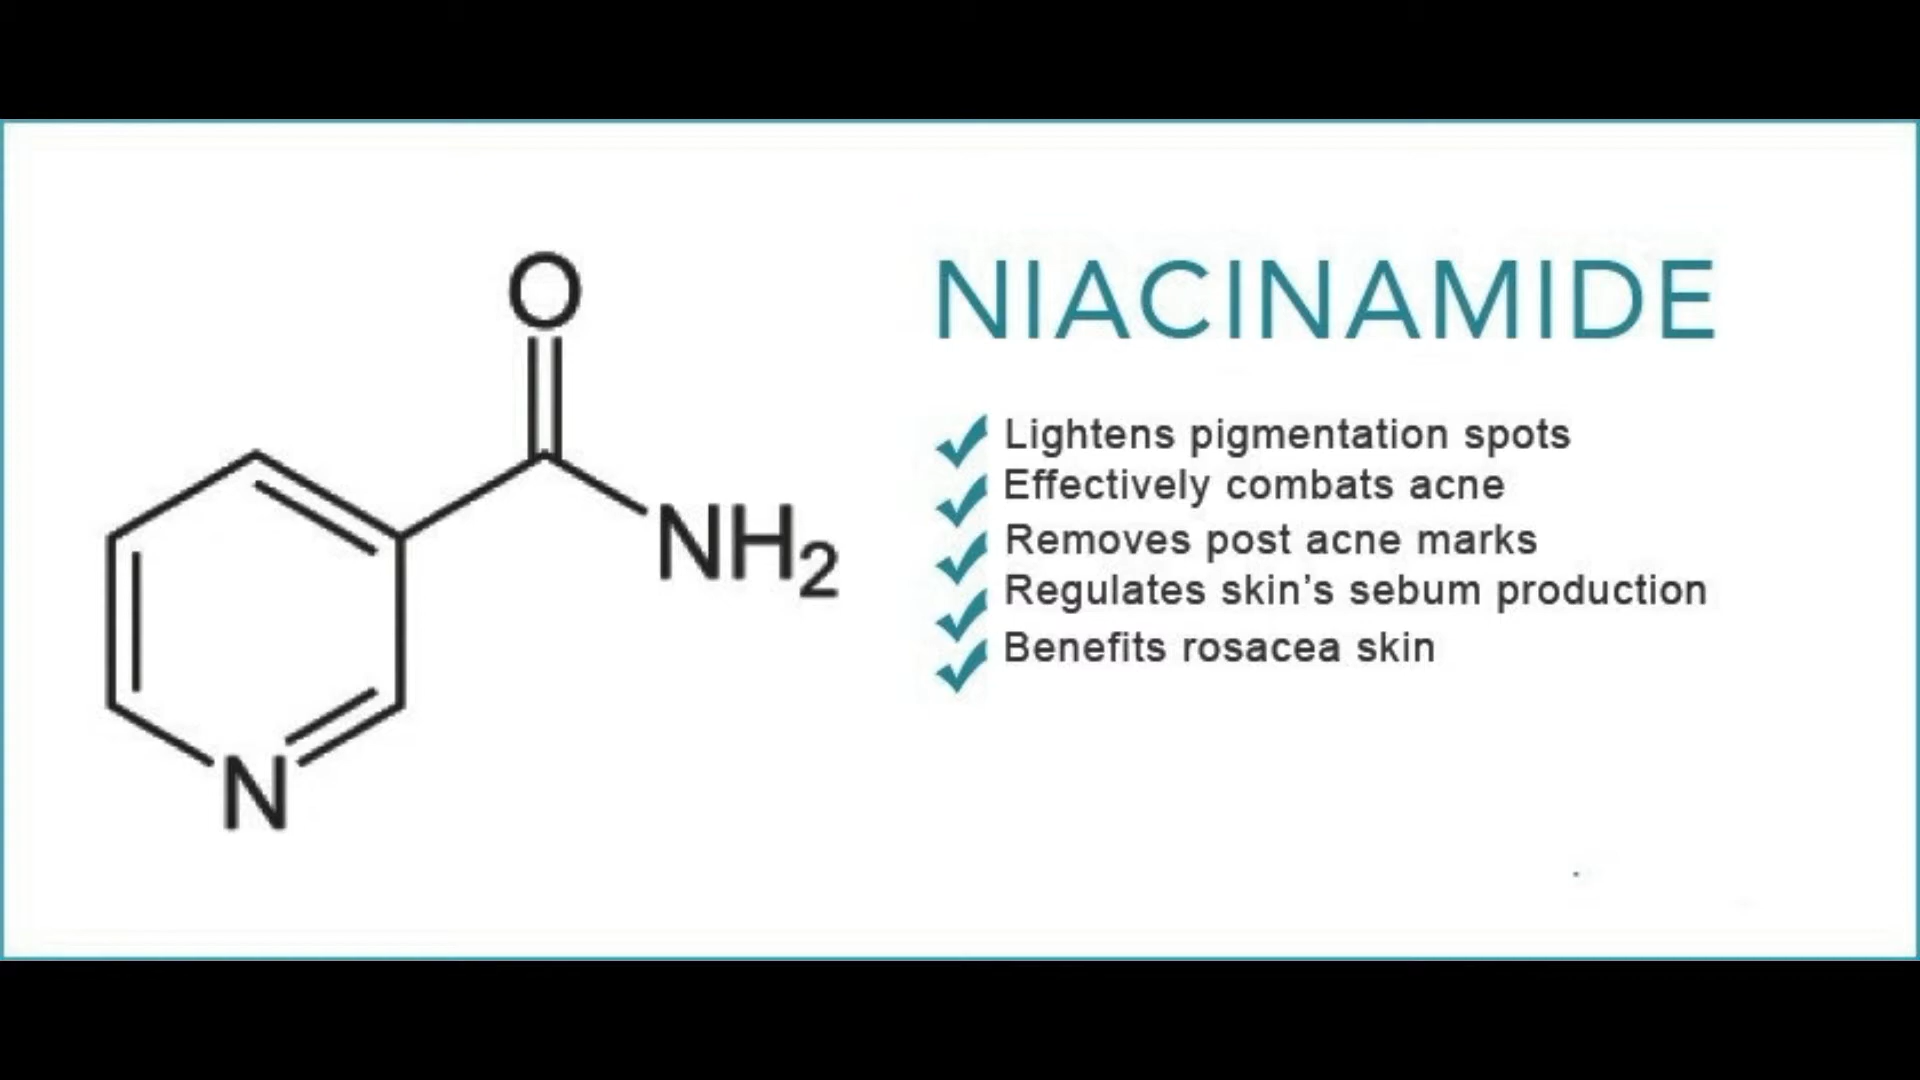 O
NIACINAMIDE
Lightens pigmentation spots
Effectively combats acne
NH2
Removes post acne marks
Regulates skin's sebum production
Benefits rosacea skin
N